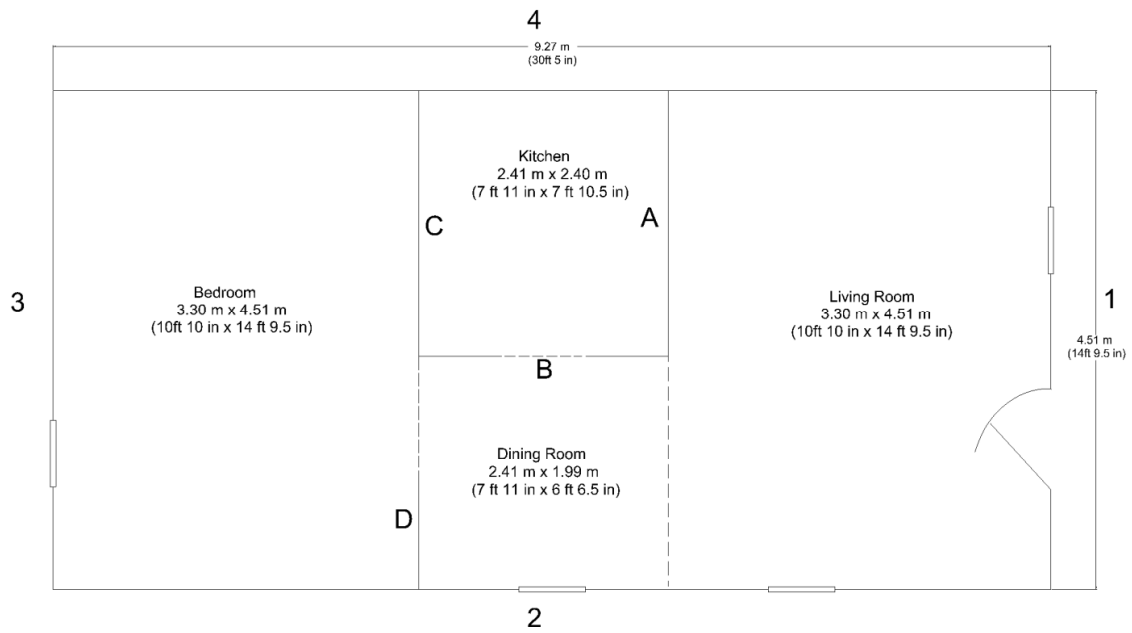 4
9.27 m
(30ft 5 in)
Kitchen
2.41 m x 2.40 m
(7 ft 11 in x 7 ft 10.5 in)
C
A
3
Bedroom
3.30 m x 4.51 m
(10ft 10 in x 14 ft 9.5 in)
Living Room
3.30 m x 4.51 m
(10ft 10 in x 14 ft 9.5 in)
1
4.51 m
(14ft 9.5 in)
B
Dining Room
2.41 m x 1.99 m
(7 ft 11 in x 6 ft 6.5 in)
D
2